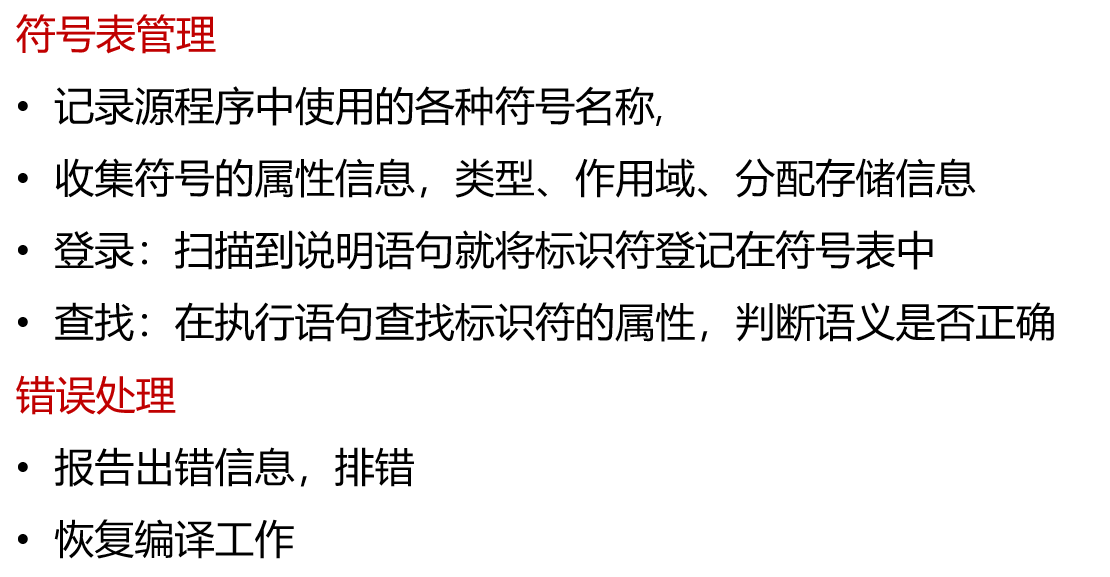 符号表管理
• 记录源程序中使用的各种符号名称,
• 收集符号的属性信息，类型、作用域、分配存储信息
• 登录：扫描到说明语句就将标识符登记在符号表中
• 查找：在执行语句查找标识符的属性，判断语义是否正确
错误处理
• 报告出错信息，排错
• 恢复编译工作